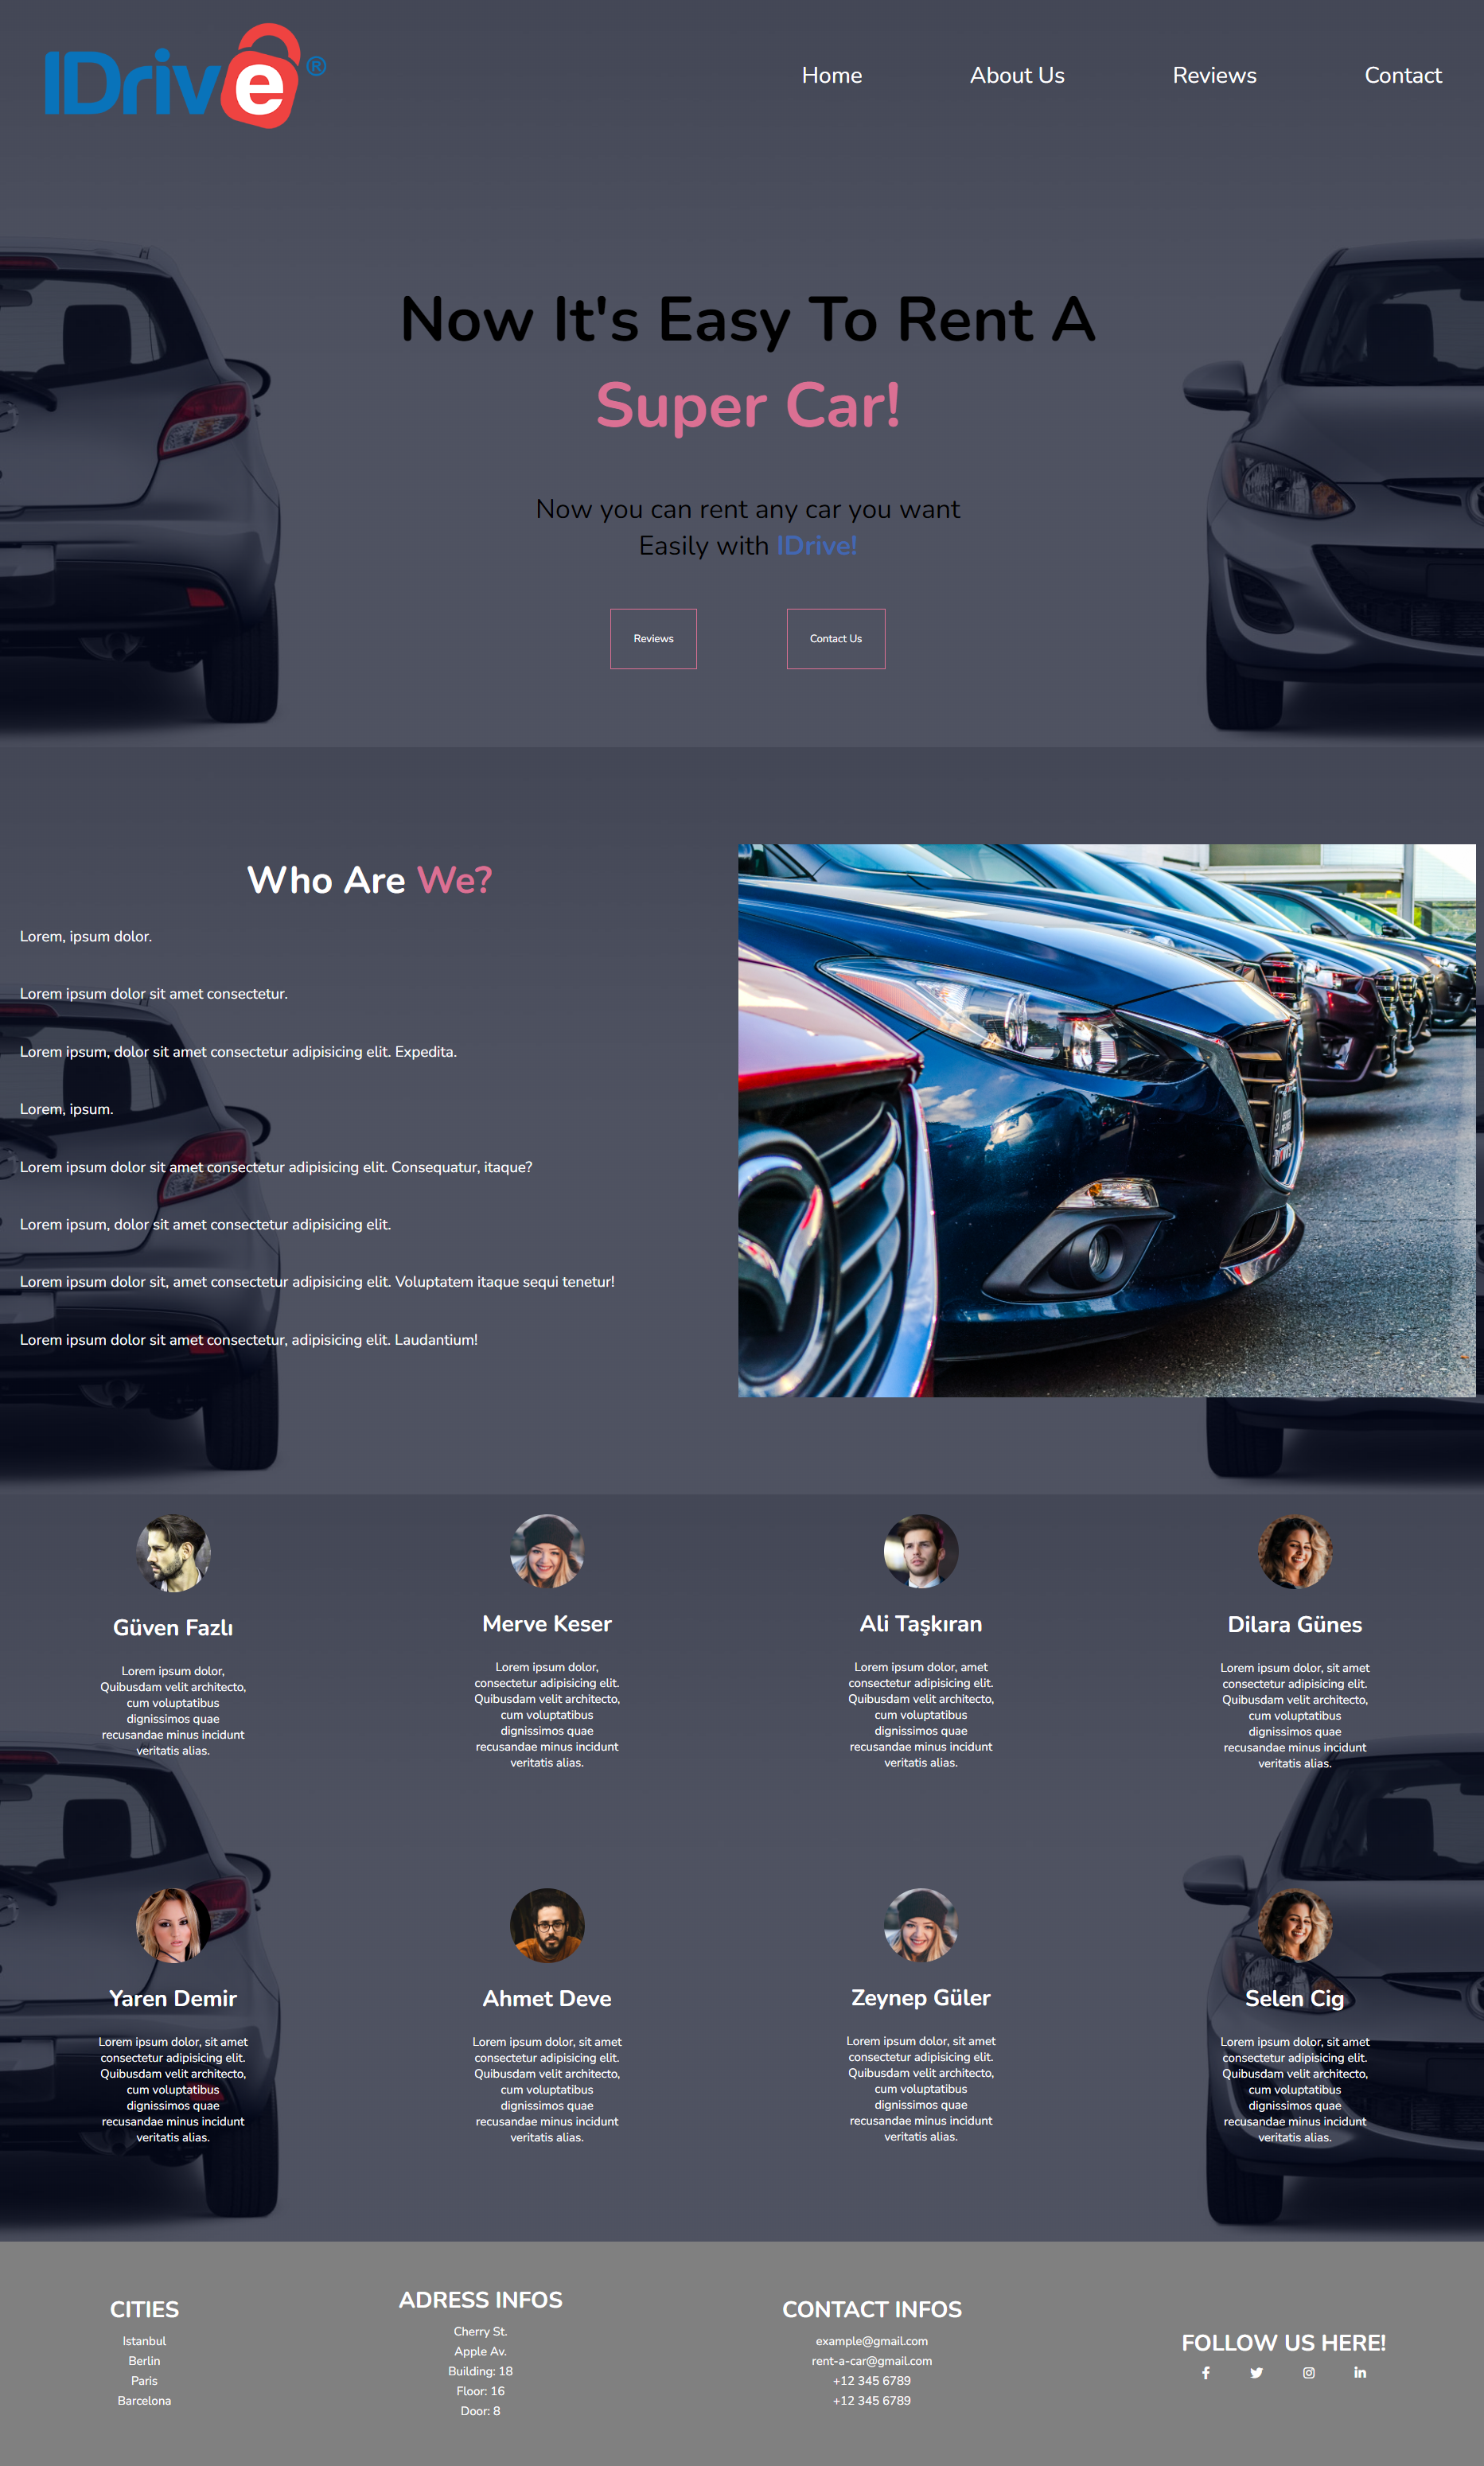 IDrive®
Home
About Us
Reviews
Contact
Now It's Easy To Rent A
Super Car!
Now you can rent any car you want
Easily with IDrive!
Reviews
Contact Us
Who Are We?
Lorem, ipsum dolor.
Lorem ipsum dolor sit amet consectetur.
Lorem ipsum, dolor sit amet consectetur adipisicing elit. Expedita.
Lorem, ipsum.
Lorem ipsum dolor sit amet consectetur adipisicing elit. Consequatur, itaque?
Lorem ipsum, dolor sit amet consectetur adipisicing elit.
Lorem ipsum dolor sit, amet consectetur adipisicing elit. Voluptatem itaque sequi tenetur!
Lorem ipsum dolor sit amet consectetur, adipisicing elit. Laudantium!
Güven Fazlı
Lorem ipsum dolor,
Quibusdam velit architecto,
cum voluptatibus
dignissimos quae
recusandae minus incidunt
veritatis alias.
Merve Keser
Lorem ipsum dolor,
consectetur adipisicing elit.
Quibusdam velit architecto,
cum voluptatibus
dignissimos quae
recusandae minus incidunt
veritatis alias.
Ali Taşkıran
Lorem ipsum dolor, amet
consectetur adipisicing elit.
Quibusdam velit architecto,
cum voluptatibus
dignissimos quae
recusandae minus incidunt
veritatis alias.
Dilara Günes
Lorem ipsum dolor, sit amet
consectetur adipisicing elit.
Quibusdam velit architecto,
cum voluptatibus
dignissimos quae
recusandae minus incidunt
veritatis alias.
Yaren Demir
Lorem ipsum dolor, sit amet
consectetur adipisicing elit.
Quibusdam velit architecto,
cum voluptatibus
dignissimos quae
recusandae minus incidunt
veritatis alias.
Ahmet Deve
Lorem ipsum dolor, sit amet
consectetur adipisicing elit.
Quibusdam velit architecto,
cum voluptatibus
dignissimos quae
recusandae minus incidunt
veritatis alias.
Zeynep Güler
Lorem ipsum dolor, sit amet
consectetur adipisicing elit.
Quibusdam velit architecto,
cum voluptatibus
dignissimos quae
recusandae minus incidunt
veritatis alias.
Selen Cig
Lorem ipsum dolor, sit amet
consectetur adipisicing elit.
Quibusdam velit architecto,
cum voluptatibus
dignissimos quae
recusandae minus incidunt
veritatis alias.
CITIES
Istanbul
Berlin
Paris
Barcelona
ADRESS INFOS
Cherry St.
Apple Av.
Building: 18
Floor: 16
Door: 8
CONTACT INFOS
example@gmail.com
rent-a-car@gmail.com
+12 345 6789
+12 345 6789
FOLLOW US HERE!